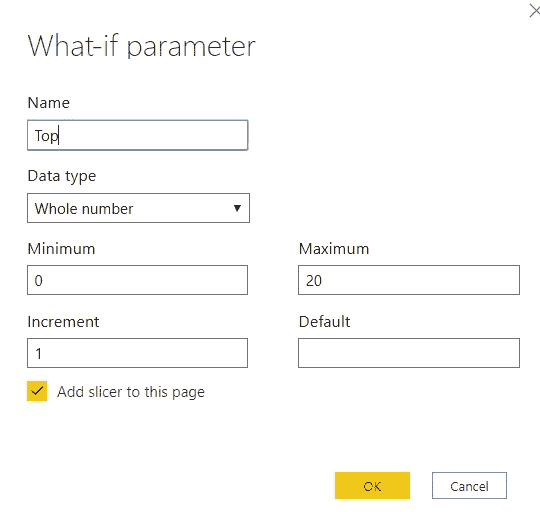 What-if parameter
Name
Top
Data type
Whole number
Minimum
Maximum
0
20
Increment
Default
1
Add slicer to this page
OK
Cancel